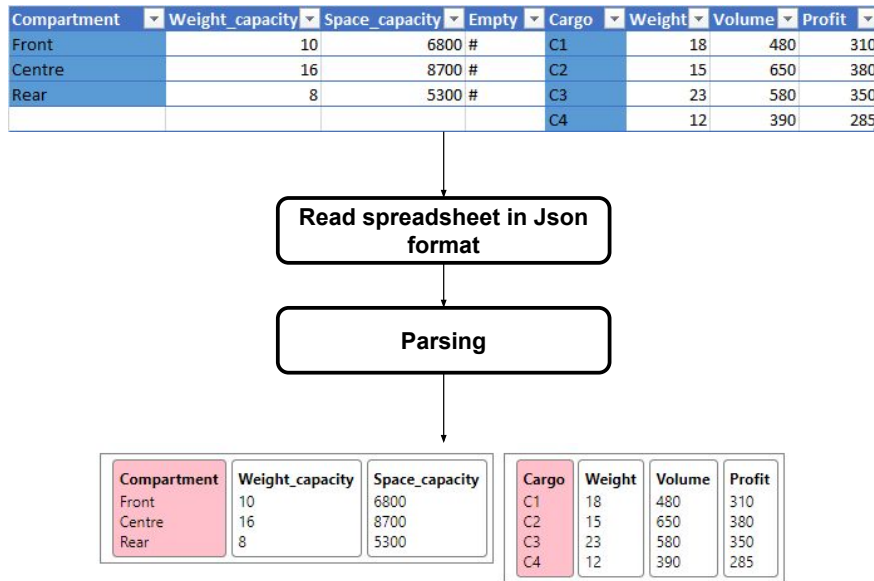 Compartment Weight_capacity Space_capacity Empty Cargo Weight Volume Profit
Front 10 6800 # C1 18 480 310
Centre 16 8700 # C2 15 650 380
Rear 8 5300 # C3 23 580 350
C4 12 390 285
Read spreadsheet in Json
format
Parsing
Compartment Weight_capacity Space_capacity
Front 10 6800
Centre 16 8700
Rear 8 5300
Cargo Weight Volume Profit
C1 18 480 310
C2 15 650 380
C3 23 580 350
C4 12 390 285